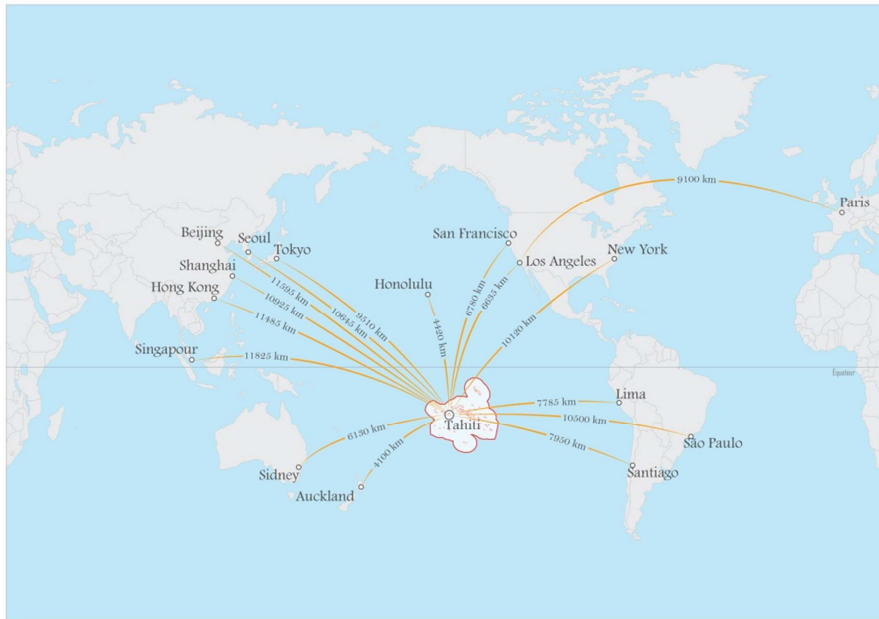 9100 km
Paris
Beijing
Seoul
Tokyo
San Francisco
New York
Shanghai
Los Angeles
Hong Kong
Honolulu
11595 km
10925 km
10645 km
9510 km
11485 km
4420 km
6780 km
6635 km
10120 km
Singapour
11825 km
Équateur
Lima
7785 km
10500 km
Tahiti
6130 km
4100 km
7950 km
São Paulo
Sidney
Santiago
Auckland